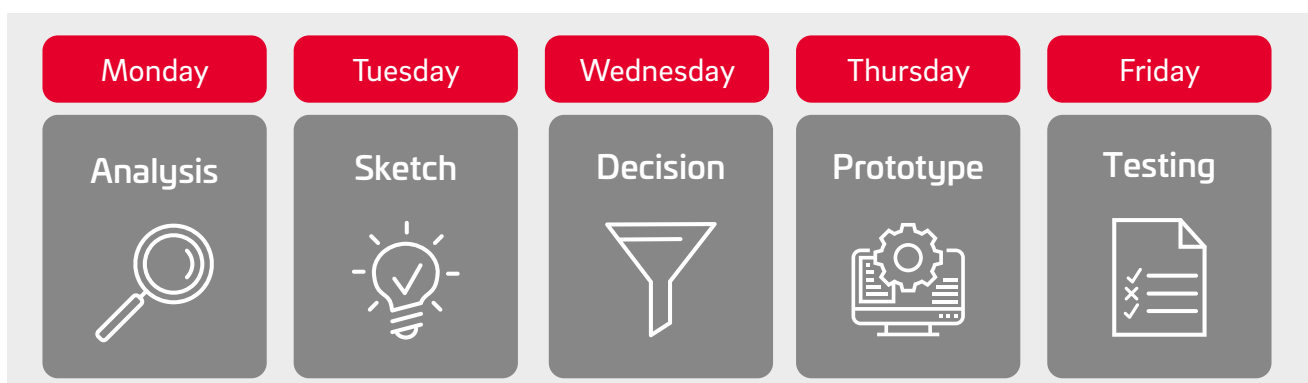 Monday
Tuesday
Wednesday
Thursday
Friday
Analysis
Sketch
Decision
Prototype
Testing